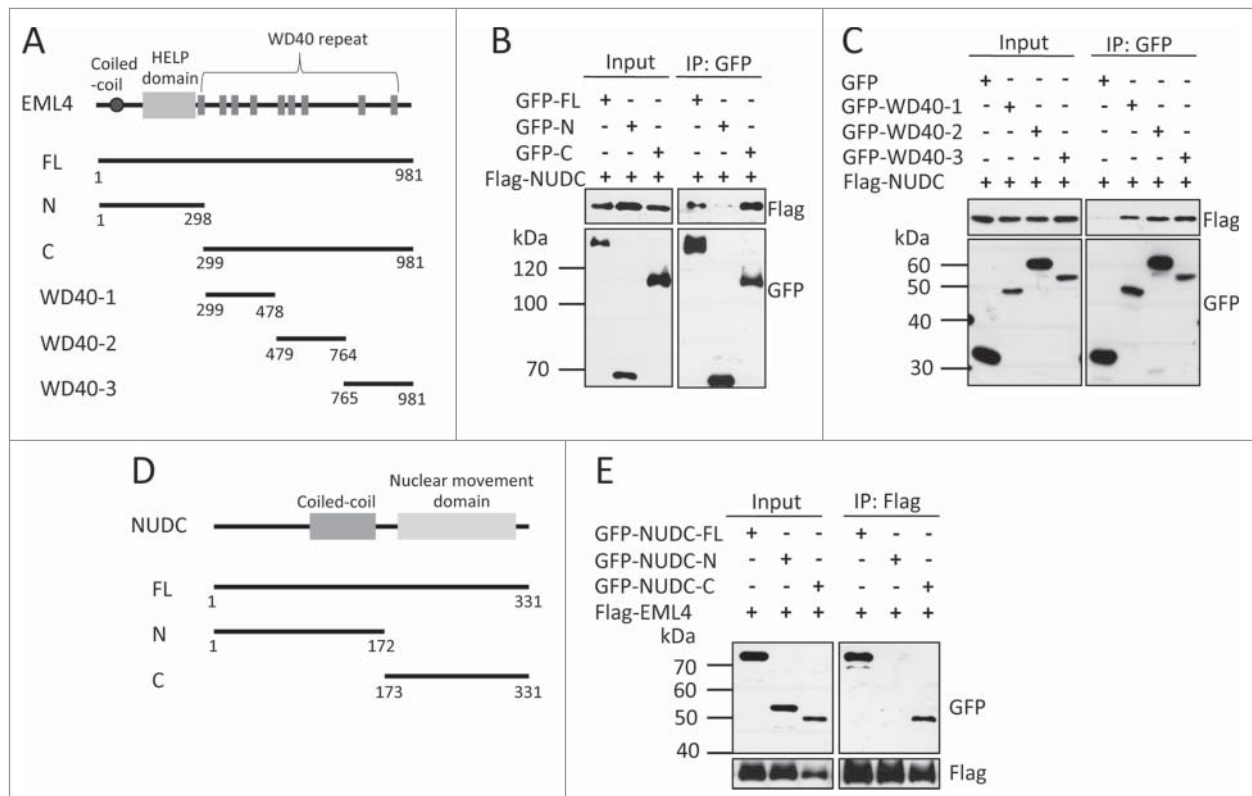 A
WD40 repeat
HELP
domain
Coiled
-coil
EML4
FL
1 981
N
1 298
C
299 981
WD40-1
299 478
WD40-2
479 764
WD40-3
765 981
B
Input IP: GFP
GFP-FL + - - + - -
GFP-N - + - - + -
GFP-C - - + - - +
Flag-NUDC + + + + + +
Flag
kDa
120
100
70
GFP
C
Input IP: GFP
GFP + - - - + - - -
GFP-WD40-1 - + - - - + - -
GFP-WD40-2 - - + - - - + -
GFP-WD40-3 - - - + - - - +
Flag-NUDC + + + + + + + +
Flag
kDa
60
50
40
30
GFP
D
Nuclear movement
domain
Coiled-coil
NUDC
FL
1 331
N
1 172
C
173 331
E
Input IP: Flag
GFP-NUDC-FL + - - + - -
GFP-NUDC-N - + - - + -
GFP-NUDC-C - - + - - +
Flag-EML4 + + + + + +
kDa
70
60
50
40
GFP
Flag